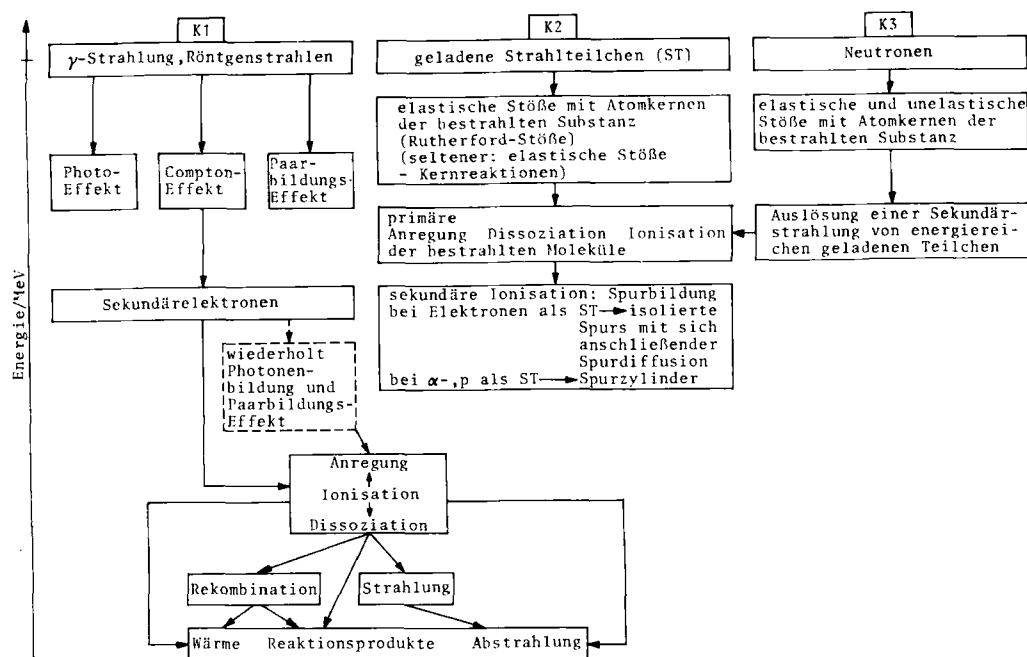 Energie/MeV
K1
γ-Strahlung,Röntgenstrahlen
Photo-
Effekt
Compton-
Effekt
Paar-
bildungs-
Effekt
Sekundärelektronen
wiederholt
Photonen-
bildung und
Paarbildungs-
Effekt
K2
geladene Strahlteilchen (ST)
elastische Stöße mit Atomkernen
der bestrahlten Substanz
(Rutherford-Stöße)
(seltener: elastische Stöße
- Kernreaktionen)
primäre
Anregung Dissoziation Ionisation
der bestrahlten Moleküle
sekundäre Ionisation: Spurbildung
bei Elektronen als ST→isolierte
Spurs mit sich
anschließender
Spurdiffusion
bei α-,p als ST→Spurzylinder
K3
Neutronen
elastische und unelastische
Stöße mit Atomkernen der
bestrahlten Substanz
Auslösung einer Sekundär-
strahlung von energierei-
chen geladenen Teilchen
Anregung
Ionisation
Dissoziation
Rekombination
Strahlung
Wärme Reaktionsprodukte Abstrahlung